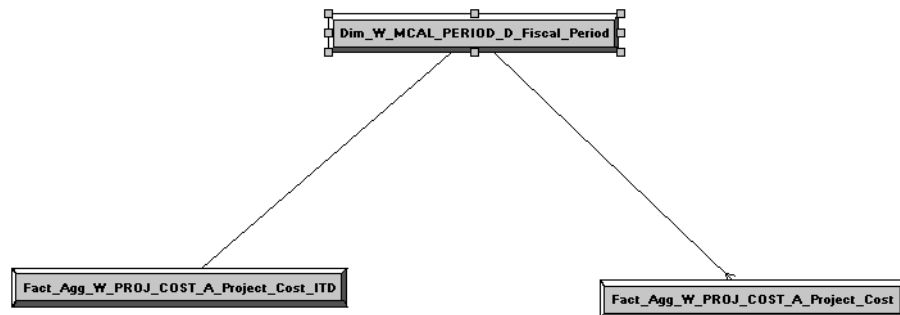 Dim_W_MCAL_PERIOD_D_Fiscal_Period
Fact_Agg_W_PROJ_COST_A_Project_Cost_ITD
Fact_Agg_W_PROJ_COST_A_Project_Cost